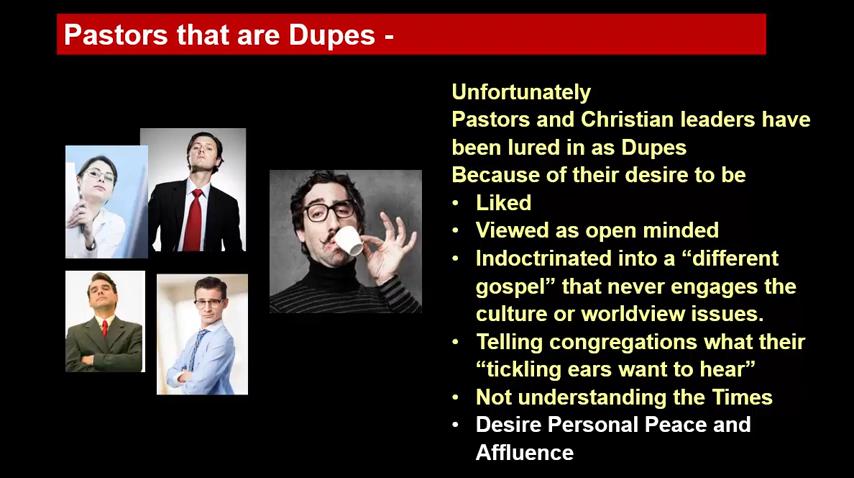 Pastors that are Dupes -
Unfortunately
Pastors and Christian leaders have
been lured in as Dupes
Because of their desire to be
• Liked
• Viewed as open minded
• Indoctrinated into a “different
gospel” that never engages the
culture or worldview issues.
• Telling congregations what their
“tickling ears want to hear”
• Not understanding the Times
• Desire Personal Peace and
Affluence